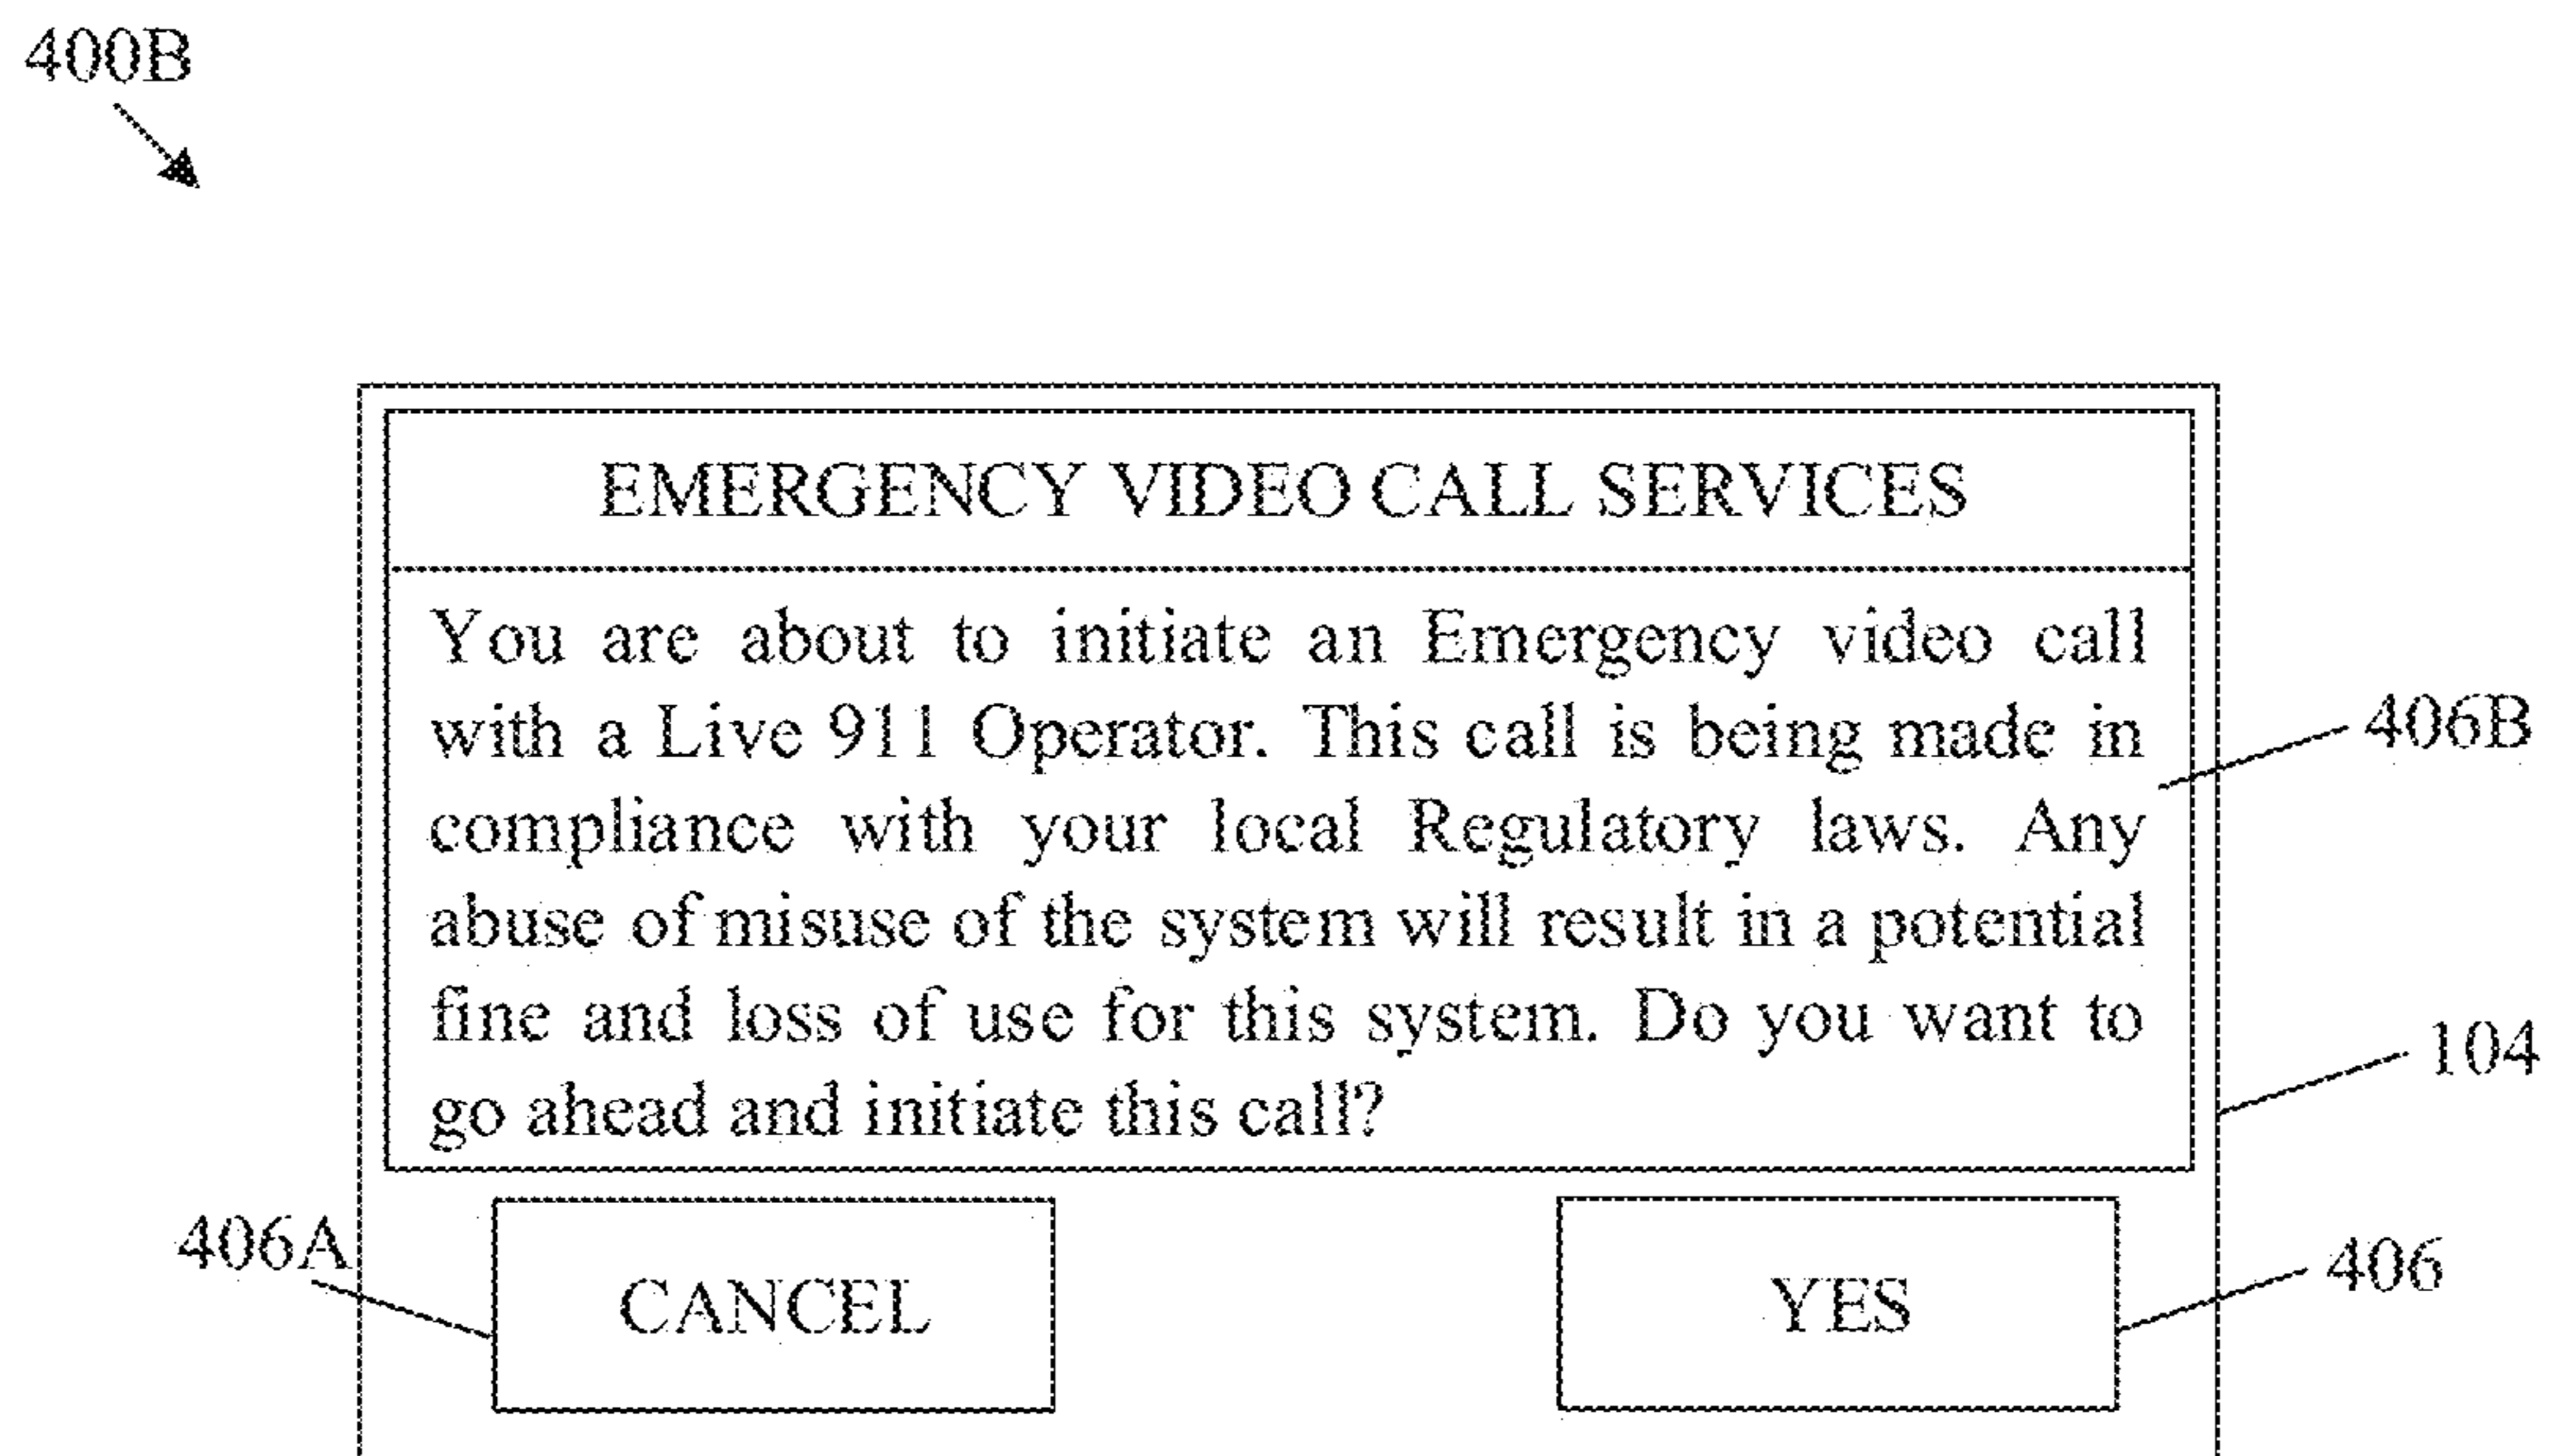 400B
EMERGENCY VIDEO CALL SERVICES
You are about to initiate an Emergency video call
with a Live 911 Operator. This call is being made in
compliance with your local Regulatory laws. Any
abuse of misuse of the system will result in a potential
fine and loss of use for this system. Do you want to
go ahead and initiate this call?
406B
104
406A
CANCEL
YES
406